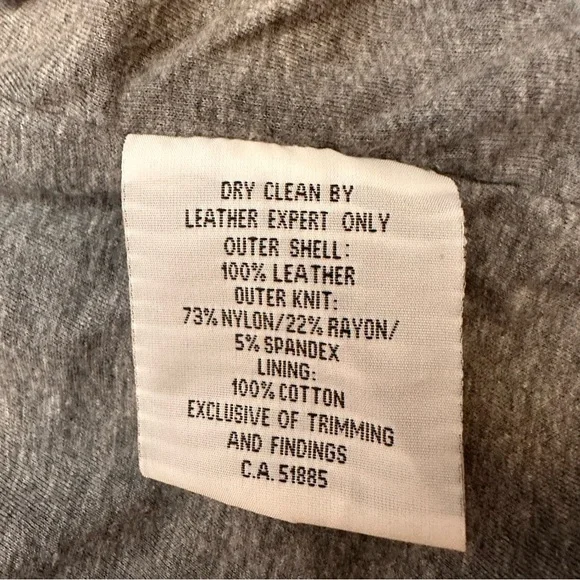 DRY CLEAN BY
LEATHER EXPERT ONLY
OUTER SHELL:
100% LEATHER
OUTER KNIT:
73% NYLON/22% RAYON/
5% SPANDEX
LINING:
100% COTTON
EXCLUSIVE OF TRIMMING
AND FINDINGS
C.A. 51885